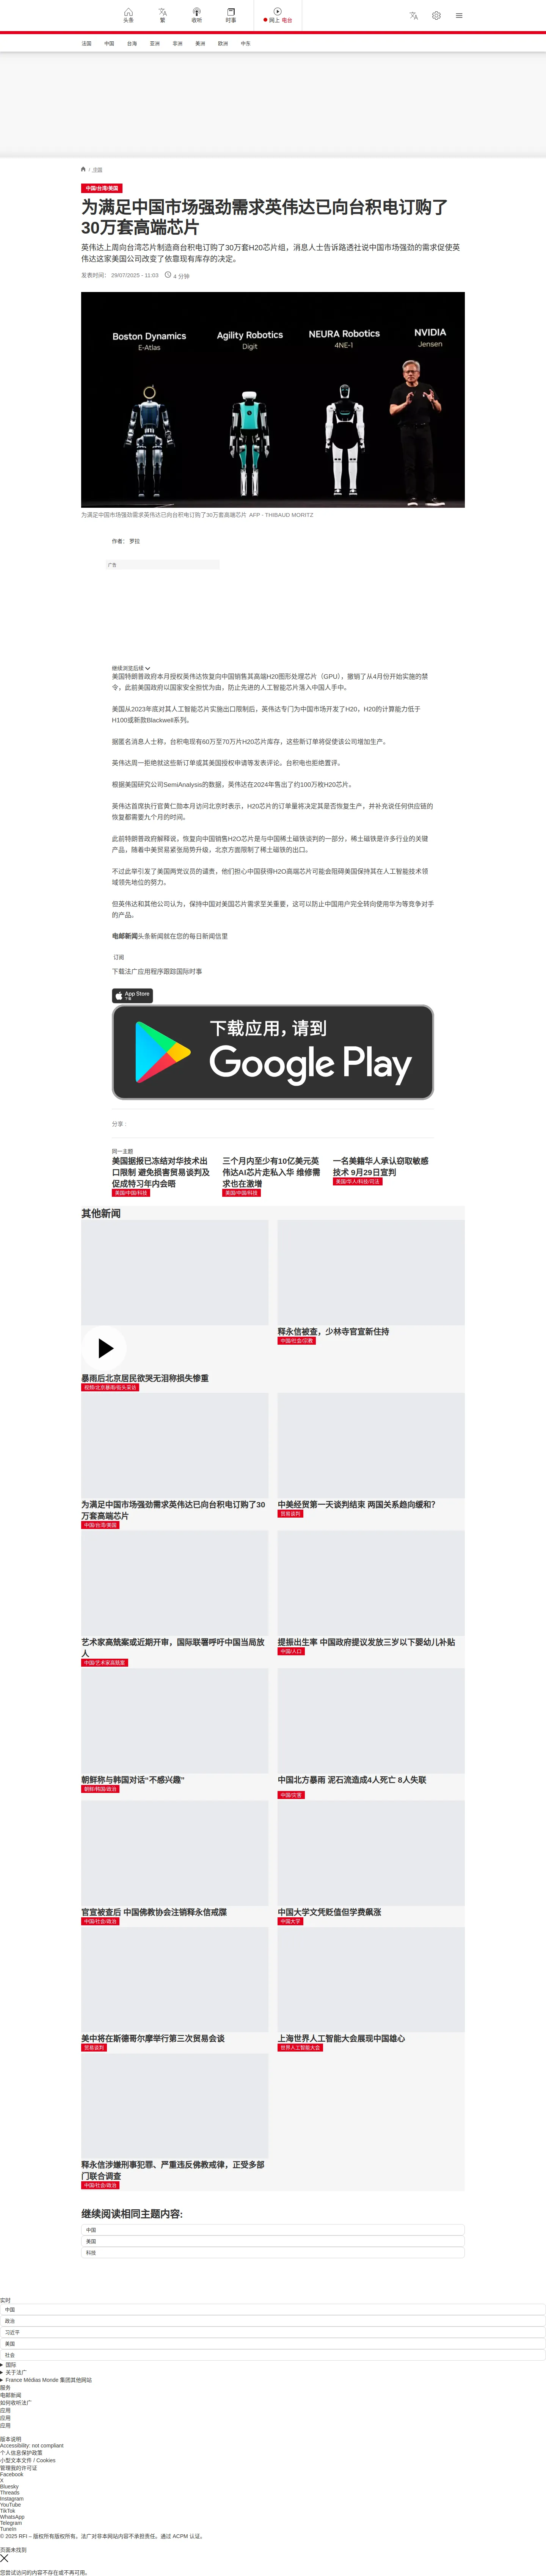 头条
繁
收听
时事
网上 电台
法国
中国
台湾
亚洲
非洲
美洲
欧洲
中东
/ 中国
中国/台湾/美国
为满足中国市场强劲需求英伟达已向台积电订购了
30万套高端芯片
英伟达上周向台湾芯片制造商台积电订购了30万套H20芯片组，消息人士告诉路透社说中国市场强劲的需求促使英
伟达这家美国公司改变了依靠现有库存的决定。
发表时间： 29/07/2025 - 11:03 4 分钟
Boston Dynamics
E-Atlas
Agility Robotics
Digit
NEURA Robotics
4NE-1
NVIDIA
Jensen
为满足中国市场强劲需求英伟达已向台积电订购了30万套高端芯片 AFP - THIBAUD MORITZ
作者： 罗拉
广告
继续浏览后续
美国特朗普政府本月授权英伟达恢复向中国销售其高端H20图形处理芯片（GPU），撤销了从4月份开始实施的禁
令，此前美国政府以国家安全担忧为由，防止先进的人工智能芯片落入中国人手中。
美国从2023年底对其人工智能芯片实施出口限制后，英伟达专门为中国市场开发了H20，H20的计算能力低于
H100或新款Blackwell系列。
据匿名消息人士称，台积电现有60万至70万片H20芯片库存，这些新订单将促使该公司增加生产。
英伟达周一拒绝就这些新订单或其美国授权申请等发表评论。台积电也拒绝置评。
根据美国研究公司SemiAnalysis的数据，英伟达在2024年售出了约100万枚H20芯片。
英伟达首席执行官黄仁勋本月访问北京时表示，H20芯片的订单量将决定其是否恢复生产，并补充说任何供应链的
恢复都需要九个月的时间。
此前特朗普政府解释说，恢复向中国销售H2O芯片是与中国稀土磁铁谈判的一部分，稀土磁铁是许多行业的关键
产品，随着中美贸易紧张局势升级，北京方面限制了稀土磁铁的出口。
不过此举引发了美国两党议员的谴责，他们担心中国获得H2O高端芯片可能会阻碍美国保持其在人工智能技术领
域领先地位的努力。
但英伟达和其他公司认为，保持中国对美国芯片需求至关重要，这可以防止中国用户完全转向使用华为等竞争对手
的产品。
电邮新闻头条新闻就在您的每日新闻信里
订阅
下载法广应用程序跟踪国际时事
App Store
下载
下载应用，请到
Google Play
分享 :
同一主题
美国据报已冻结对华技术出
口限制 避免损害贸易谈判及
促成特习年内会晤
美国/中国/科技
三个月内至少有10亿美元英
伟达AI芯片走私入华 维修需
求也在激增
美国/中国/科技
一名美籍华人承认窃取敏感
技术 9月29日宣判
美国/华人/科技/司法
其他新闻
暴雨后北京居民欲哭无泪称损失惨重
视频/北京暴雨/街头采访
释永信被查，少林寺官宣新住持
中国/社会/宗教
为满足中国市场强劲需求英伟达已向台积电订购了30
万套高端芯片
中国/台湾/美国
中美经贸第一天谈判结束 两国关系趋向缓和？
贸易谈判
艺术家高兟案或近期开审，国际联署呼吁中国当局放
人
中国/艺术家高兟案
提振出生率 中国政府提议发放三岁以下婴幼儿补贴
中国/人口
朝鲜称与韩国对话“不感兴趣”
朝鲜/韩国/政治
中国北方暴雨 泥石流造成4人死亡 8人失联
中国/灾害
官宣被查后 中国佛教协会注销释永信戒牒
中国/社会/政治
中国大学文凭贬值但学费飙涨
中国大学
美中将在斯德哥尔摩举行第三次贸易会谈
贸易谈判
上海世界人工智能大会展现中国雄心
世界人工智能大会
释永信涉嫌刑事犯罪、严重违反佛教戒律，正受多部
门联合调查
中国/社会/政治
继续阅读相同主题内容:
中国
美国
科技
实时
中国
政治
习近平
美国
社会
国际
关于法广
France Médias Monde 集团其他网站
服务
电邮新闻
如何收听法广
应用
应用
应用
版本说明
Accessibility: not compliant
个人信息保护政策
小型文本文件 / Cookies
管理我的许可证
Facebook
X
Bluesky
Threads
Instagram
YouTube
TikTok
WhatsApp
Telegram
TuneIn
© 2025 RFI – 版权所有版权所有。法广对非本网站内容不承担责任。通过 ACPM 认证。
页面未找到
您尝试访问的内容不存在或不再可用。